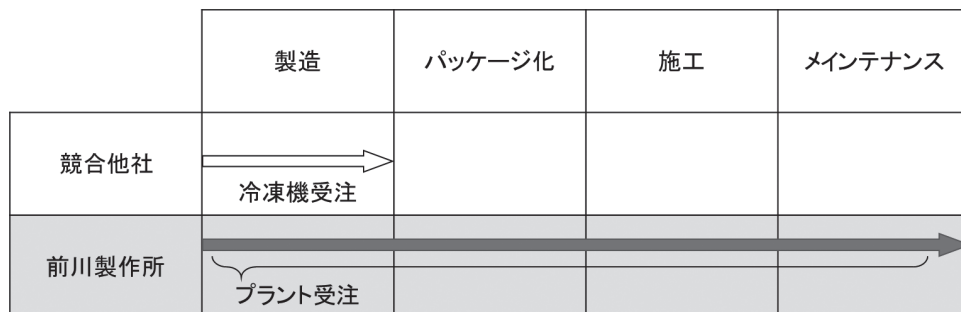 製造
パッケージ化
施工
メインテナンス
競合他社
冷凍機受注
前川製作所
プラント受注